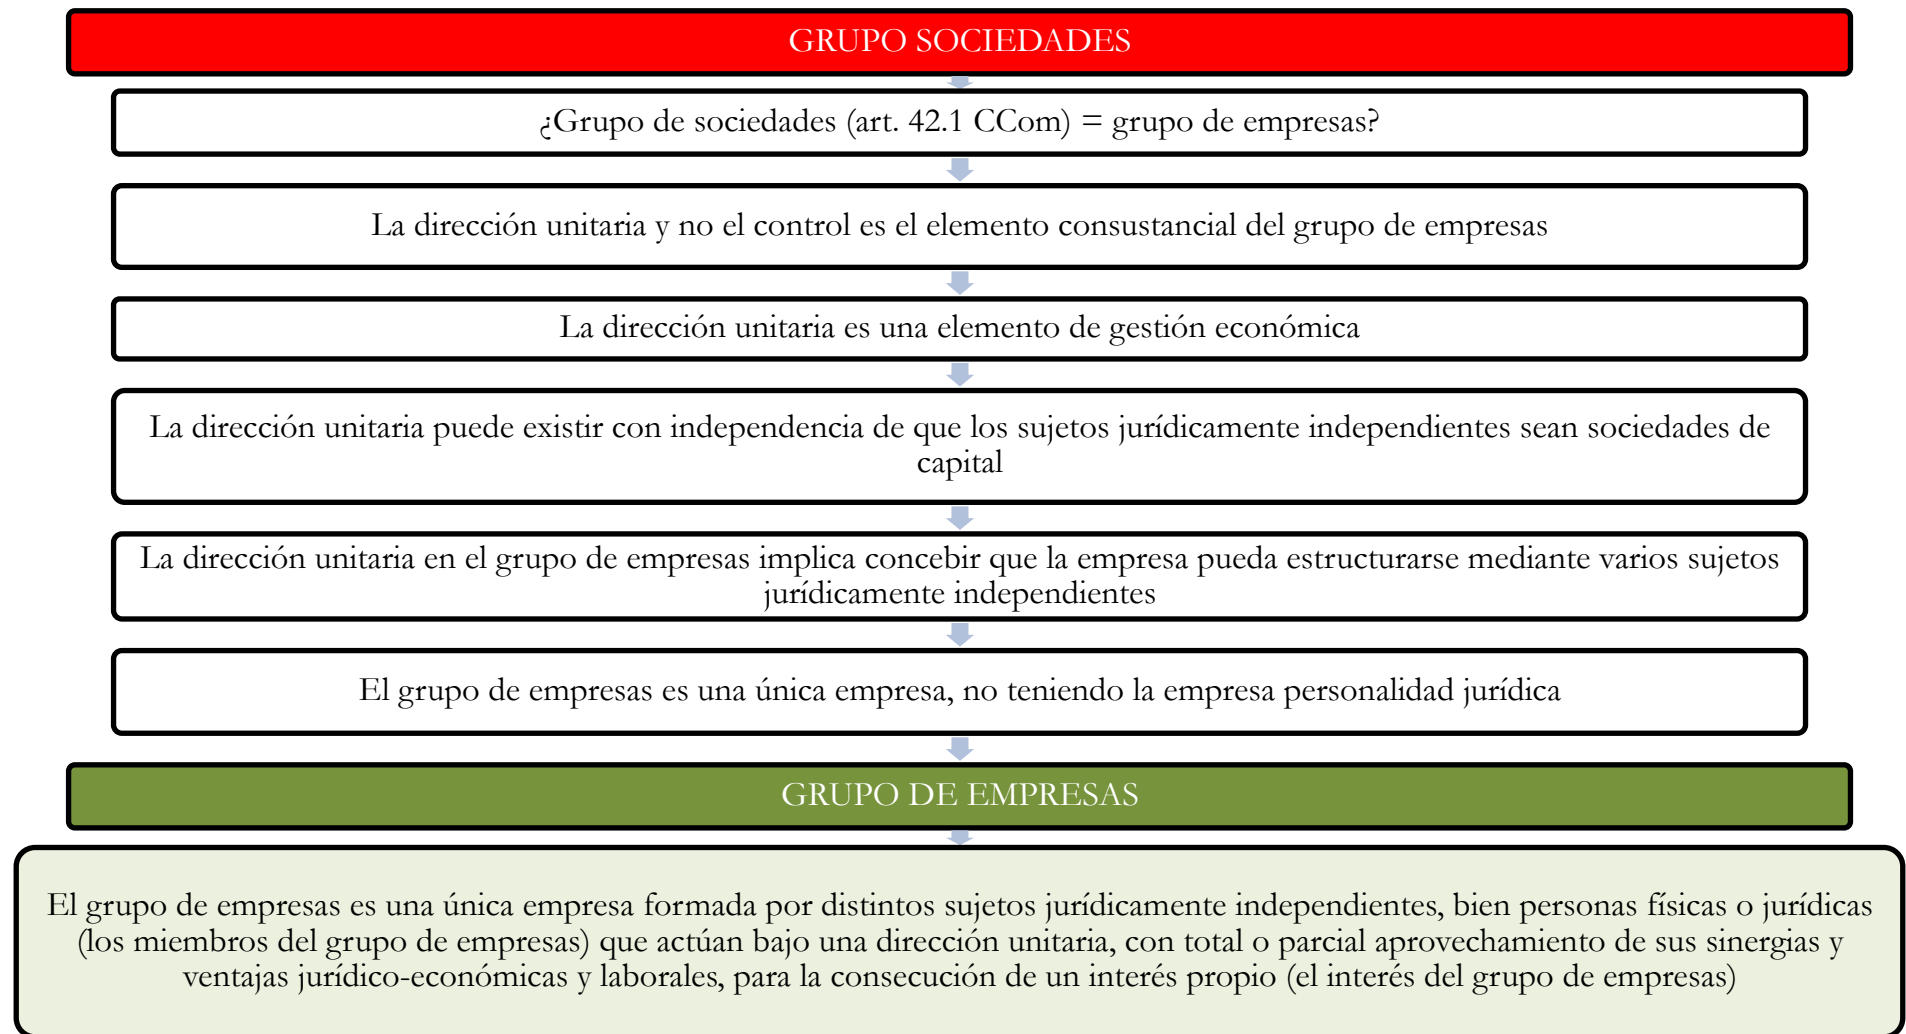 GRUPO SOCIEDADES
¿Grupo de sociedades (art. 42.1 CCom) = grupo de empresas?
La dirección unitaria y no el control es el elemento consustancial del grupo de empresas
La dirección unitaria es una elemento de gestión económica
La dirección unitaria puede existir con independencia de que los sujetos jurídicamente independientes sean sociedades de
capital
La dirección unitaria en el grupo de empresas implica concebir que la empresa pueda estructurarse mediante varios sujetos
jurídicamente independientes
El grupo de empresas es una única empresa, no teniendo la empresa personalidad jurídica
GRUPO DE EMPRESAS
El grupo de empresas es una única empresa formada por distintos sujetos jurídicamente independientes, bien personas físicas o jurídicas
(los miembros del grupo de empresas) que actúan bajo una dirección unitaria, con total o parcial aprovechamiento de sus sinergias y
ventajas jurídico-económicas y laborales, para la consecución de un interés propio (el interés del grupo de empresas)